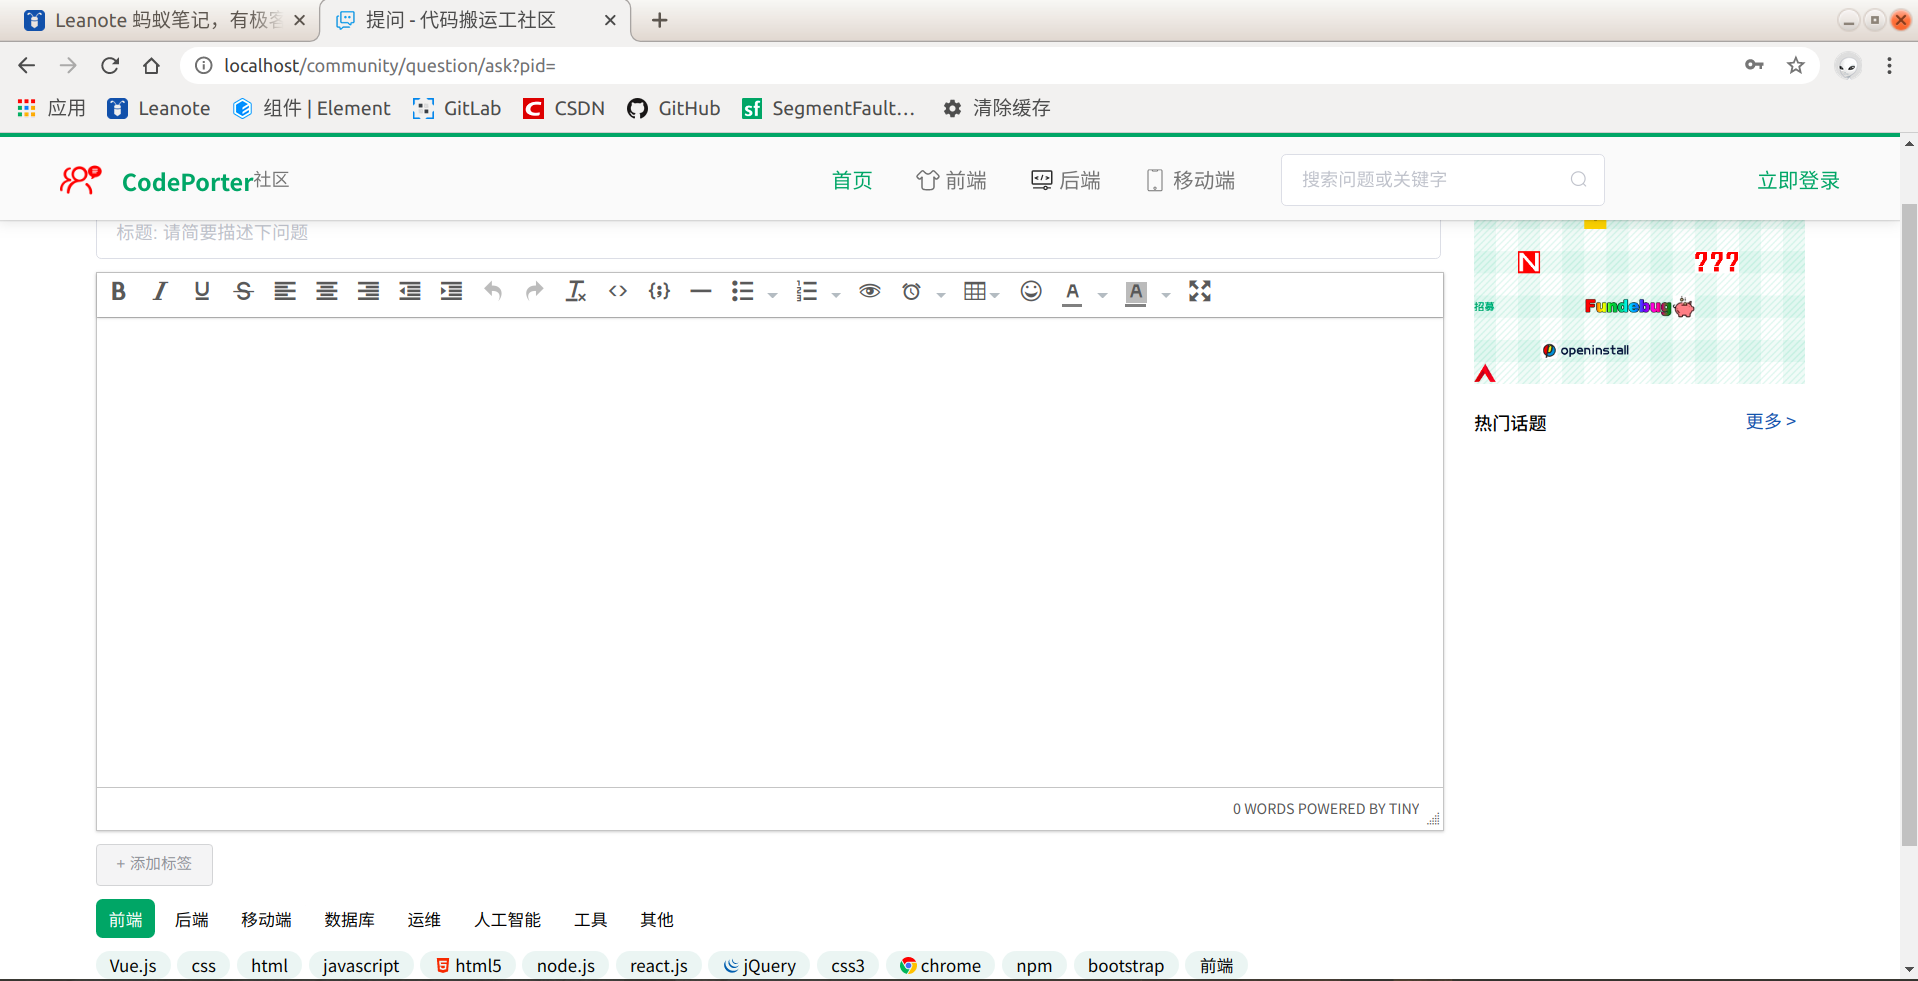 Leanote 蚂蚁笔记，有极客
提问 - 代码搬运工社区
localhost/community/question/ask?pid=
应用 Leanote 组件 | Element GitLab CSDN GitHub SegmentFault... 清除缓存
CodePorter社区 首页 前端 后端 移动端 搜索问题或关键字 立即登录
标题: 请简要描述下问题
???
招募 Fundebug
openinstall
热门话题 更多 >
0 WORDS POWERED BY TINY
+ 添加标签
前端 后端 移动端 数据库 运维 人工智能 工具 其他
Vue.js css html javascript html5 node.js react.js jQuery css3 chrome npm bootstrap 前端